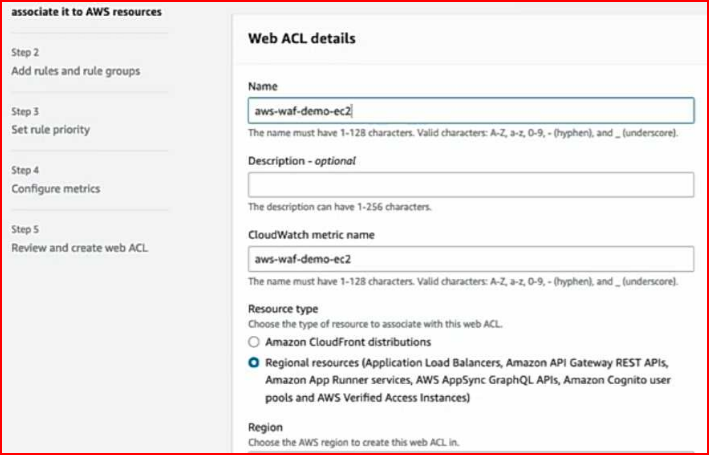 associate it to AWS resources
Step 2
Add rules and rule groups
Step 3
Set rule priority
Step 4
Configure metrics
Step 5
Review and create web ACL
Web ACL details
Name
aws-waf-demo-ec2
The name must have 1-128 characters. Valid characters: A-Z, a-z, 0-9, - (hyphen), and _ (underscore).
Description - optional
The description can have 1-256 characters.
CloudWatch metric name
aws-waf-demo-ec2
The name must have 1-128 characters. Valid characters: A-Z, a-z, 0-9, - (hyphen), and _ (underscore).
Resource type
Choose the type of resource to associate with this web ACL.
Amazon CloudFront distributions
Regional resources (Application Load Balancers, Amazon API Gateway REST APIs,
Amazon App Runner services, AWS AppSync GraphQL APIs, Amazon Cognito user
pools and AWS Verified Access Instances)
Region
Choose the AWS region to create this web ACL in.